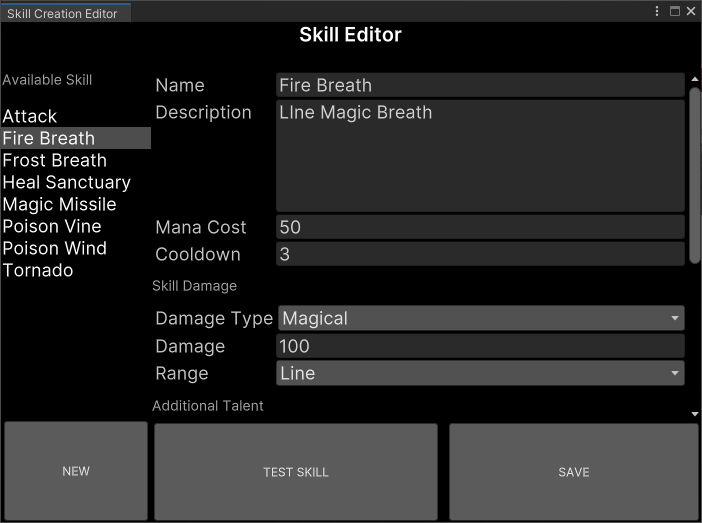 Skill Creation Editor
Skill Editor
Available Skill
Attack
Fire Breath
Frost Breath
Heal Sanctuary
Magic Missile
Poison Vine
Poison Wind
Tornado
Name Fire Breath
Description LIne Magic Breath
Mana Cost 50
Cooldown 3
Skill Damage
Damage Type Magical
Damage 100
Range Line
Additional Talent
NEW
TEST SKILL
SAVE